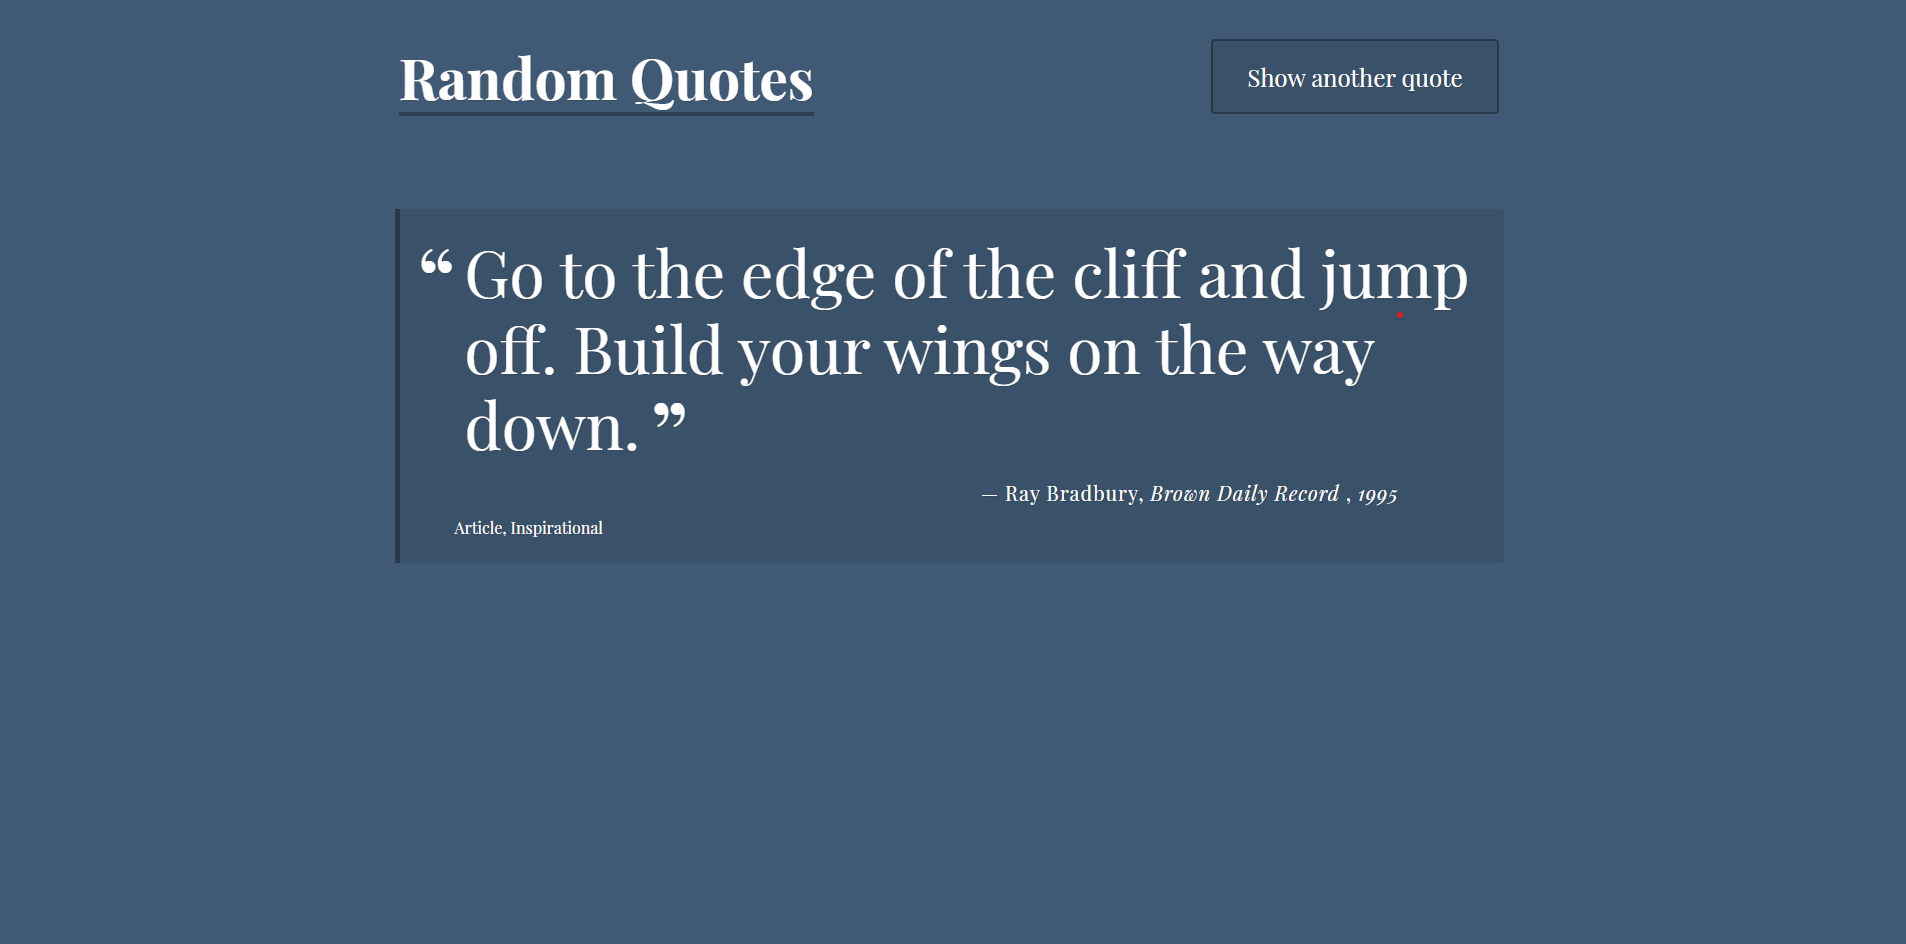 Random Quotes
Show another quote
“ Go to the edge of the cliff and jump
off. Build your wings on the way
down. ”
— Ray Bradbury, Brown Daily Record , 1995
Article, Inspirational